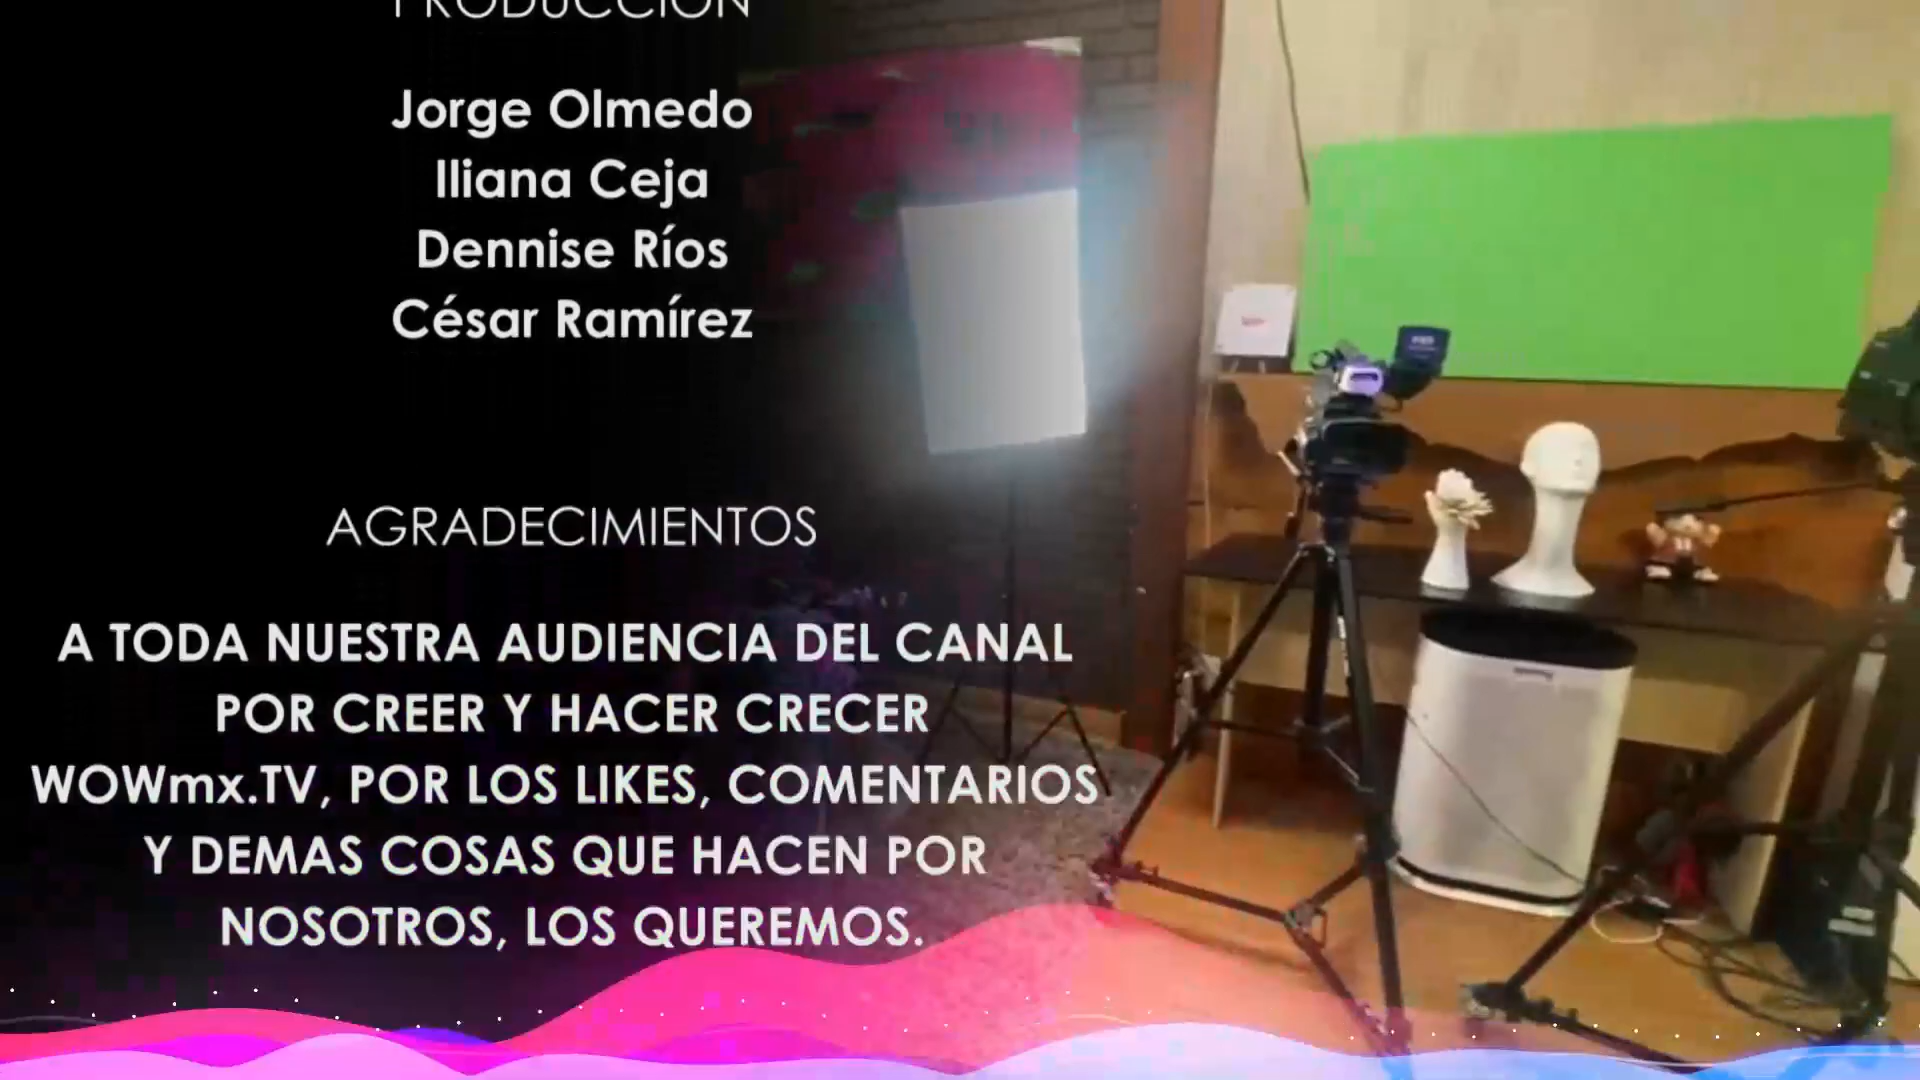 PRODUCCIÓN
Jorge Olmedo
Iliana Ceja
Dennise Ríos
César Ramírez
AGRADECIMIENTOS
A TODA NUESTRA AUDIENCIA DEL CANAL
POR CREER Y HACER CRECER
WOWmx.TV, POR LOS LIKES, COMENTARIOS
Y DEMAS COSAS QUE HACEN POR
NOSOTROS, LOS QUEREMOS.